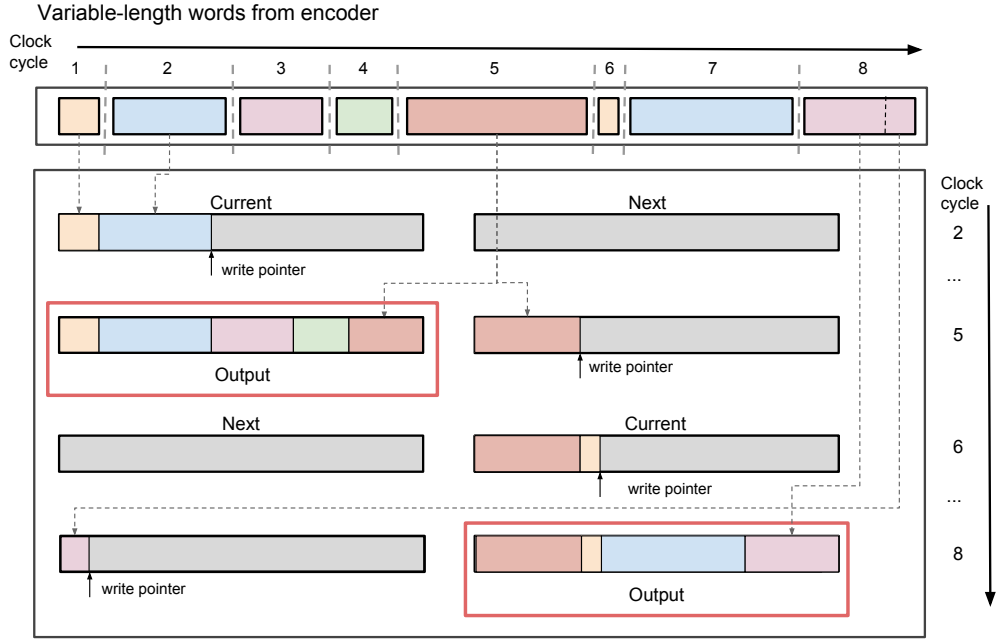 Variable-length words from encoder
Clock
cycle
1 2 3 4 5 6 7 8
Clock
cycle
Current Next
2
write pointer
...
5
write pointer
Output
Next Current
6
write pointer
...
8
write pointer
Output